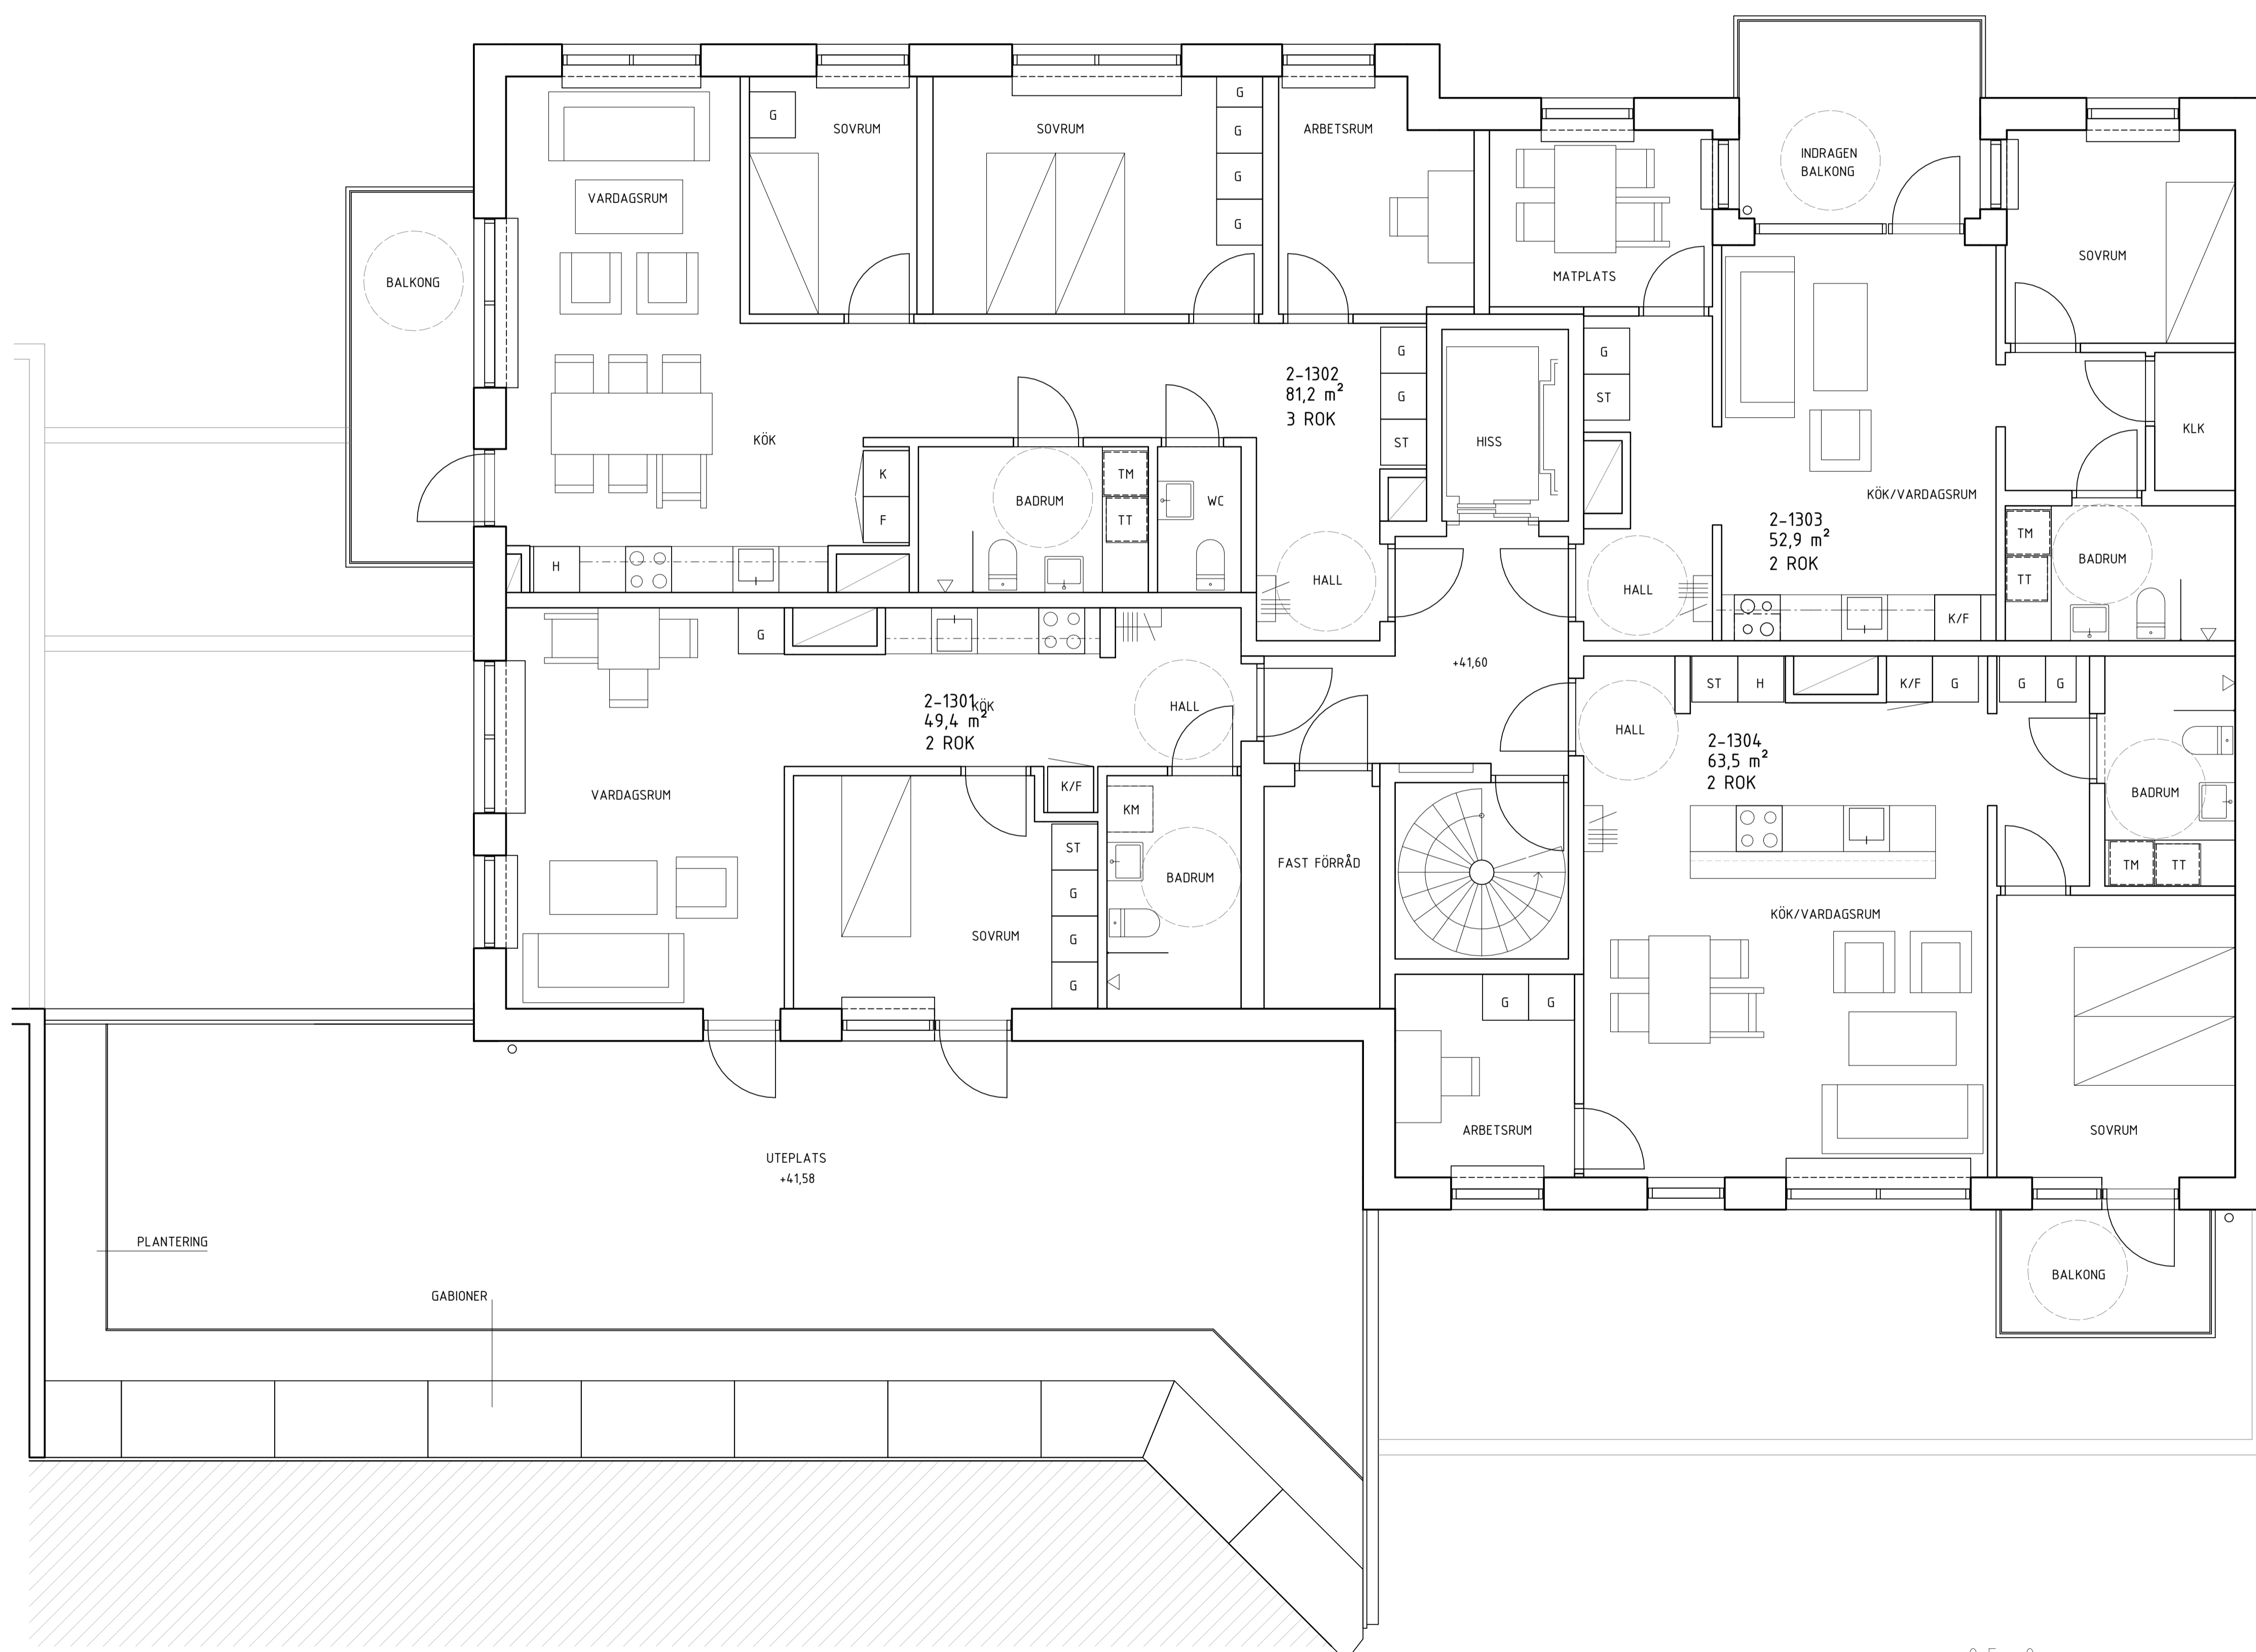 INDRAGEN
BALKONG
G
SOVRUM
SOVRUM
G
G
G
G
ARBETSRUM
VARDAGSRUM
MATPLATS
SOVRUM
BALKONG
2-1302
81,2 m²
3 ROK
G
G
ST
HISS
G
ST
KLK
KÖK
K
F
BADRUM
TM
TT
WC
KÖK/VARDAGSRUM
2-1303
52,9 m²
2 ROK
TM
TT
BADRUM
H
HALL
HALL
K/F
G
+41,60
2-1301
KÖK
49,4 m²
2 ROK
HALL
HALL
ST
H
K/F
G
G
G
2-1304
63,5 m²
2 ROK
VARDAGSRUM
K/F
KM
BADRUM
ST
G
G
G
SOVRUM
BADRUM
FAST FÖRRÅD
TM
TT
KÖK/VARDAGSRUM
G
G
ARBETSRUM
SOVRUM
UTEPLATS
+41,58
PLANTERING
GABIONER
BALKONG